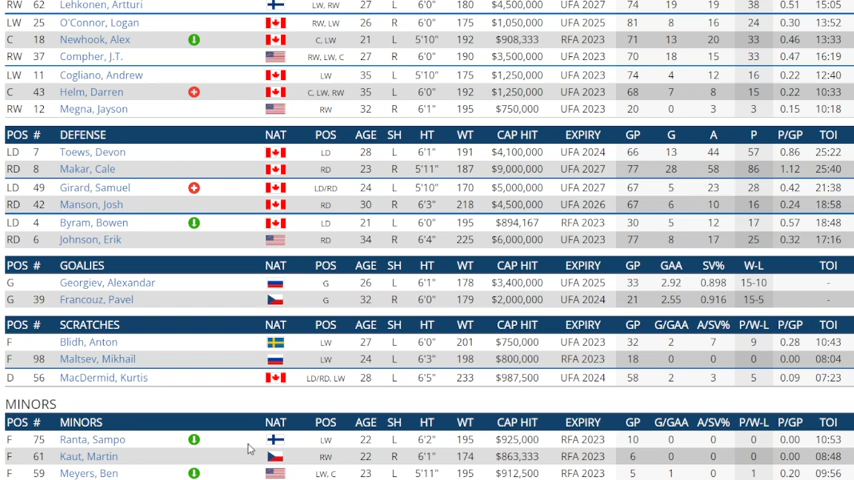 RW 62 Lehkonen, Artturi LW, RW 27 L 6'0" 180 $4,500,000 UFA 2027 74 19 19 38 0.51 15:05
LW 25 O'Connor, Logan RW, LW 26 R 6'0" 175 $1,050,000 UFA 2025 81 8 16 24 0.30 13:52
C 18 Newhook, Alex C, LW 21 L 5'10" 192 $908,333 RFA 2023 71 13 20 33 0.46 13:33
RW 37 Compher, J.T. RW, LW, C 27 R 6'0" 190 $3,500,000 UFA 2023 70 18 15 33 0.47 16:19
LW 11 Cogliano, Andrew LW 35 L 5'10" 175 $1,250,000 UFA 2023 74 4 12 16 0.22 12:40
C 43 Helm, Darren C, LW, RW 35 L 6'0" 192 $1,250,000 UFA 2023 68 7 8 15 0.22 10:33
RW 12 Megna, Jayson RW 32 R 6'1" 195 $750,000 UFA 2023 20 0 3 3 0.15 10:18
POS # DEFENSE NAT POS AGE SH HT WT CAP HIT EXPIRY GP G A P P/GP TOI
LD 7 Toews, Devon LD 28 L 6'1" 191 $4,100,000 UFA 2024 66 13 44 57 0.86 25:22
RD 8 Makar, Cale RD 23 R 5'11" 187 $9,000,000 UFA 2027 77 28 58 86 1.12 25:40
LD 49 Girard, Samuel LD/RD 24 L 5'10" 170 $5,000,000 UFA 2027 67 5 23 28 0.42 21:38
RD 42 Manson, Josh RD 30 R 6'3" 218 $4,500,000 UFA 2026 67 6 10 16 0.24 18:58
LD 4 Byram, Bowen LD 21 L 6'0" 195 $894,167 RFA 2023 30 5 12 17 0.57 18:48
RD 6 Johnson, Erik RD 34 R 6'4" 225 $6,000,000 UFA 2023 77 8 17 25 0.32 17:16
POS # GOALIES NAT POS AGE SH HT WT CAP HIT EXPIRY GP GAA SV% W-L TOI
G Georgiev, Alexandar G 26 L 6'1" 178 $3,400,000 UFA 2025 33 2.92 0.898 15-10 -
G 39 Francouz, Pavel G 32 R 6'0" 179 $2,000,000 UFA 2024 21 2.55 0.916 15-5 -
POS # SCRATCHES NAT POS AGE SH HT WT CAP HIT EXPIRY GP G/GAA A/SV% P/W-L P/GP TOI
F Blidh, Anton LW 27 L 6'0" 201 $750,000 UFA 2023 32 2 7 9 0.28 10:43
F 98 Maltsev, Mikhail LW 24 L 6'3" 198 $800,000 RFA 2023 18 0 0 0 0.00 08:04
D 56 MacDermid, Kurtis LD/RD, LW 28 L 6'5" 233 $987,500 UFA 2024 58 2 3 5 0.09 07:23
MINORS
POS # MINORS NAT POS AGE SH HT WT CAP HIT EXPIRY GP G/GAA A/SV% P/W-L P/GP TOI
F 75 Ranta, Sampo LW 22 L 6'2" 195 $925,000 RFA 2023 10 0 0 0 0.00 10:53
F 61 Kaut, Martin RW 22 R 6'1" 174 $863,333 RFA 2023 6 0 0 0 0.00 08:48
F 59 Meyers, Ben LW, C 23 L 5'11" 195 $912,500 RFA 2023 5 1 0 1 0.20 09:56